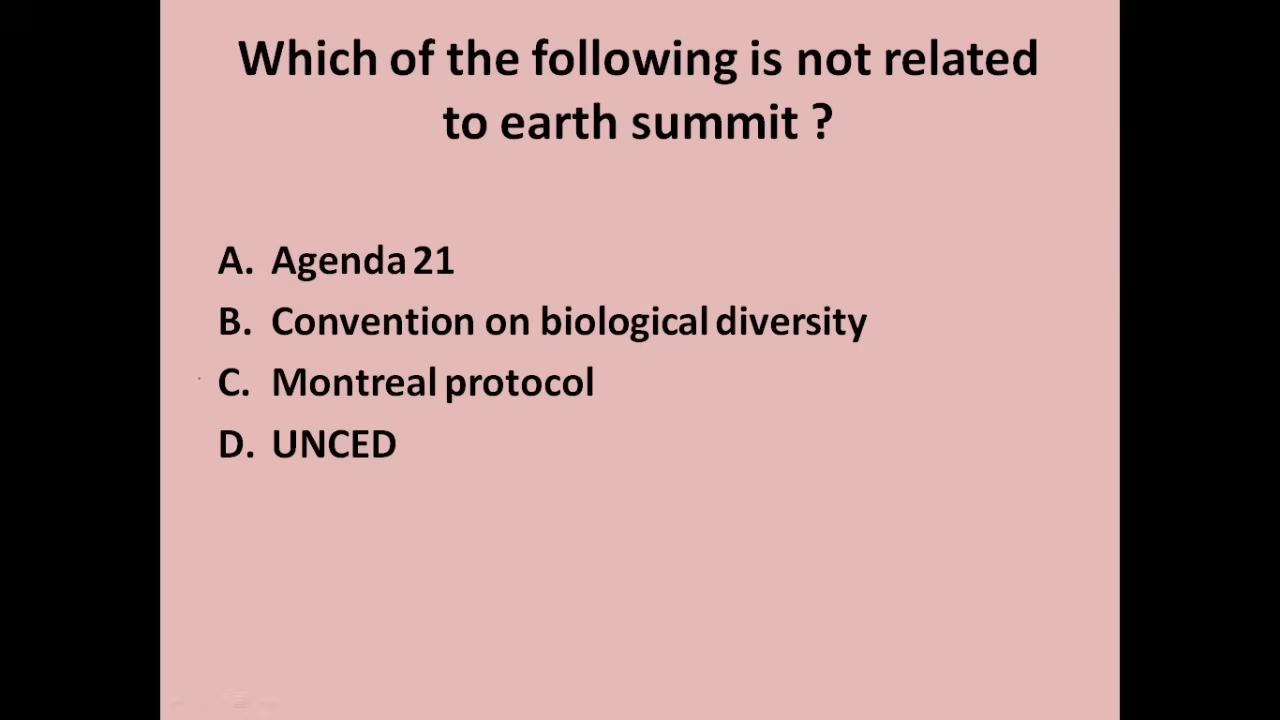 Which of the following is not related
to earth summit ?
A. Agenda 21
B. Convention on biological diversity
C. Montreal protocol
D. UNCED